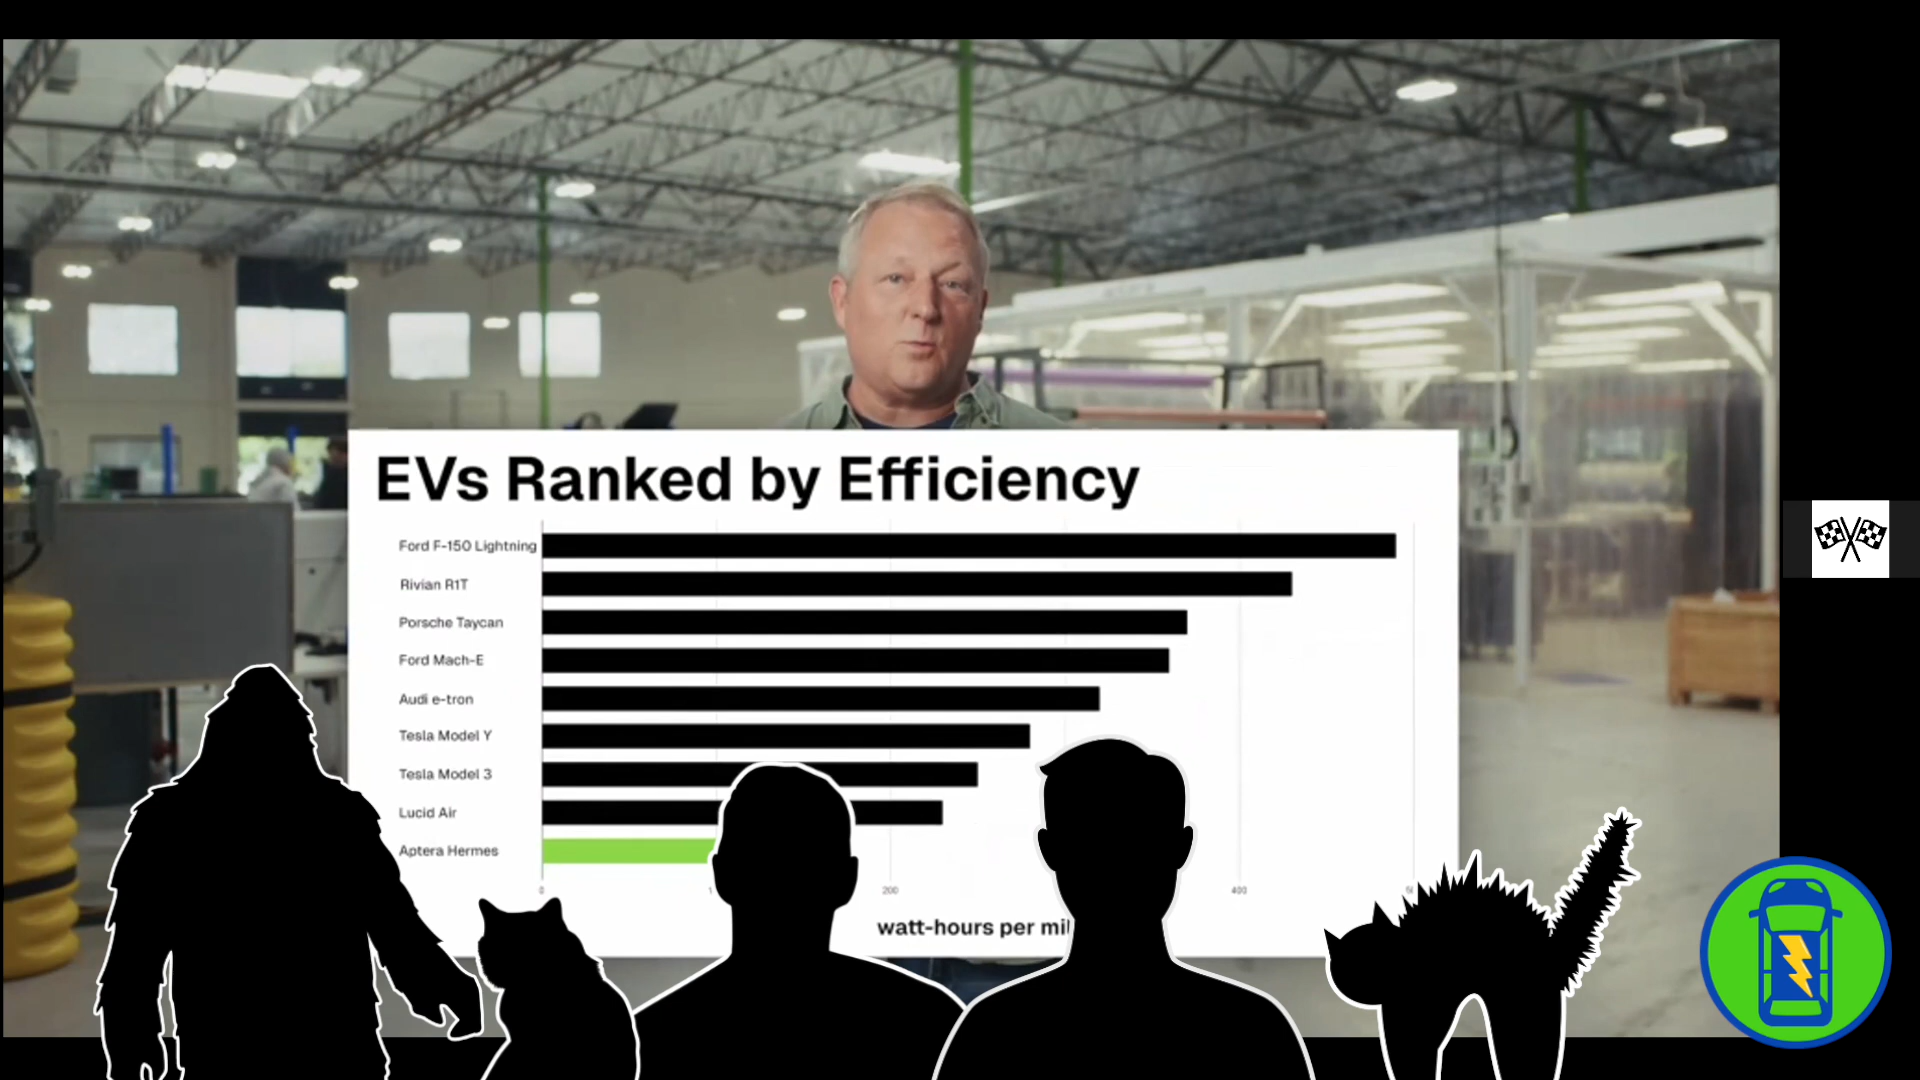 EVs Ranked by Efficiency
Ford F-150 Lightning
Rivian R1T
Porsche Taycan
Ford Mach-E
Audi e-tron
Tesla Model Y
Tesla Model 3
Lucid Air
Aptera Hermes
0 200 400
watt-hours per